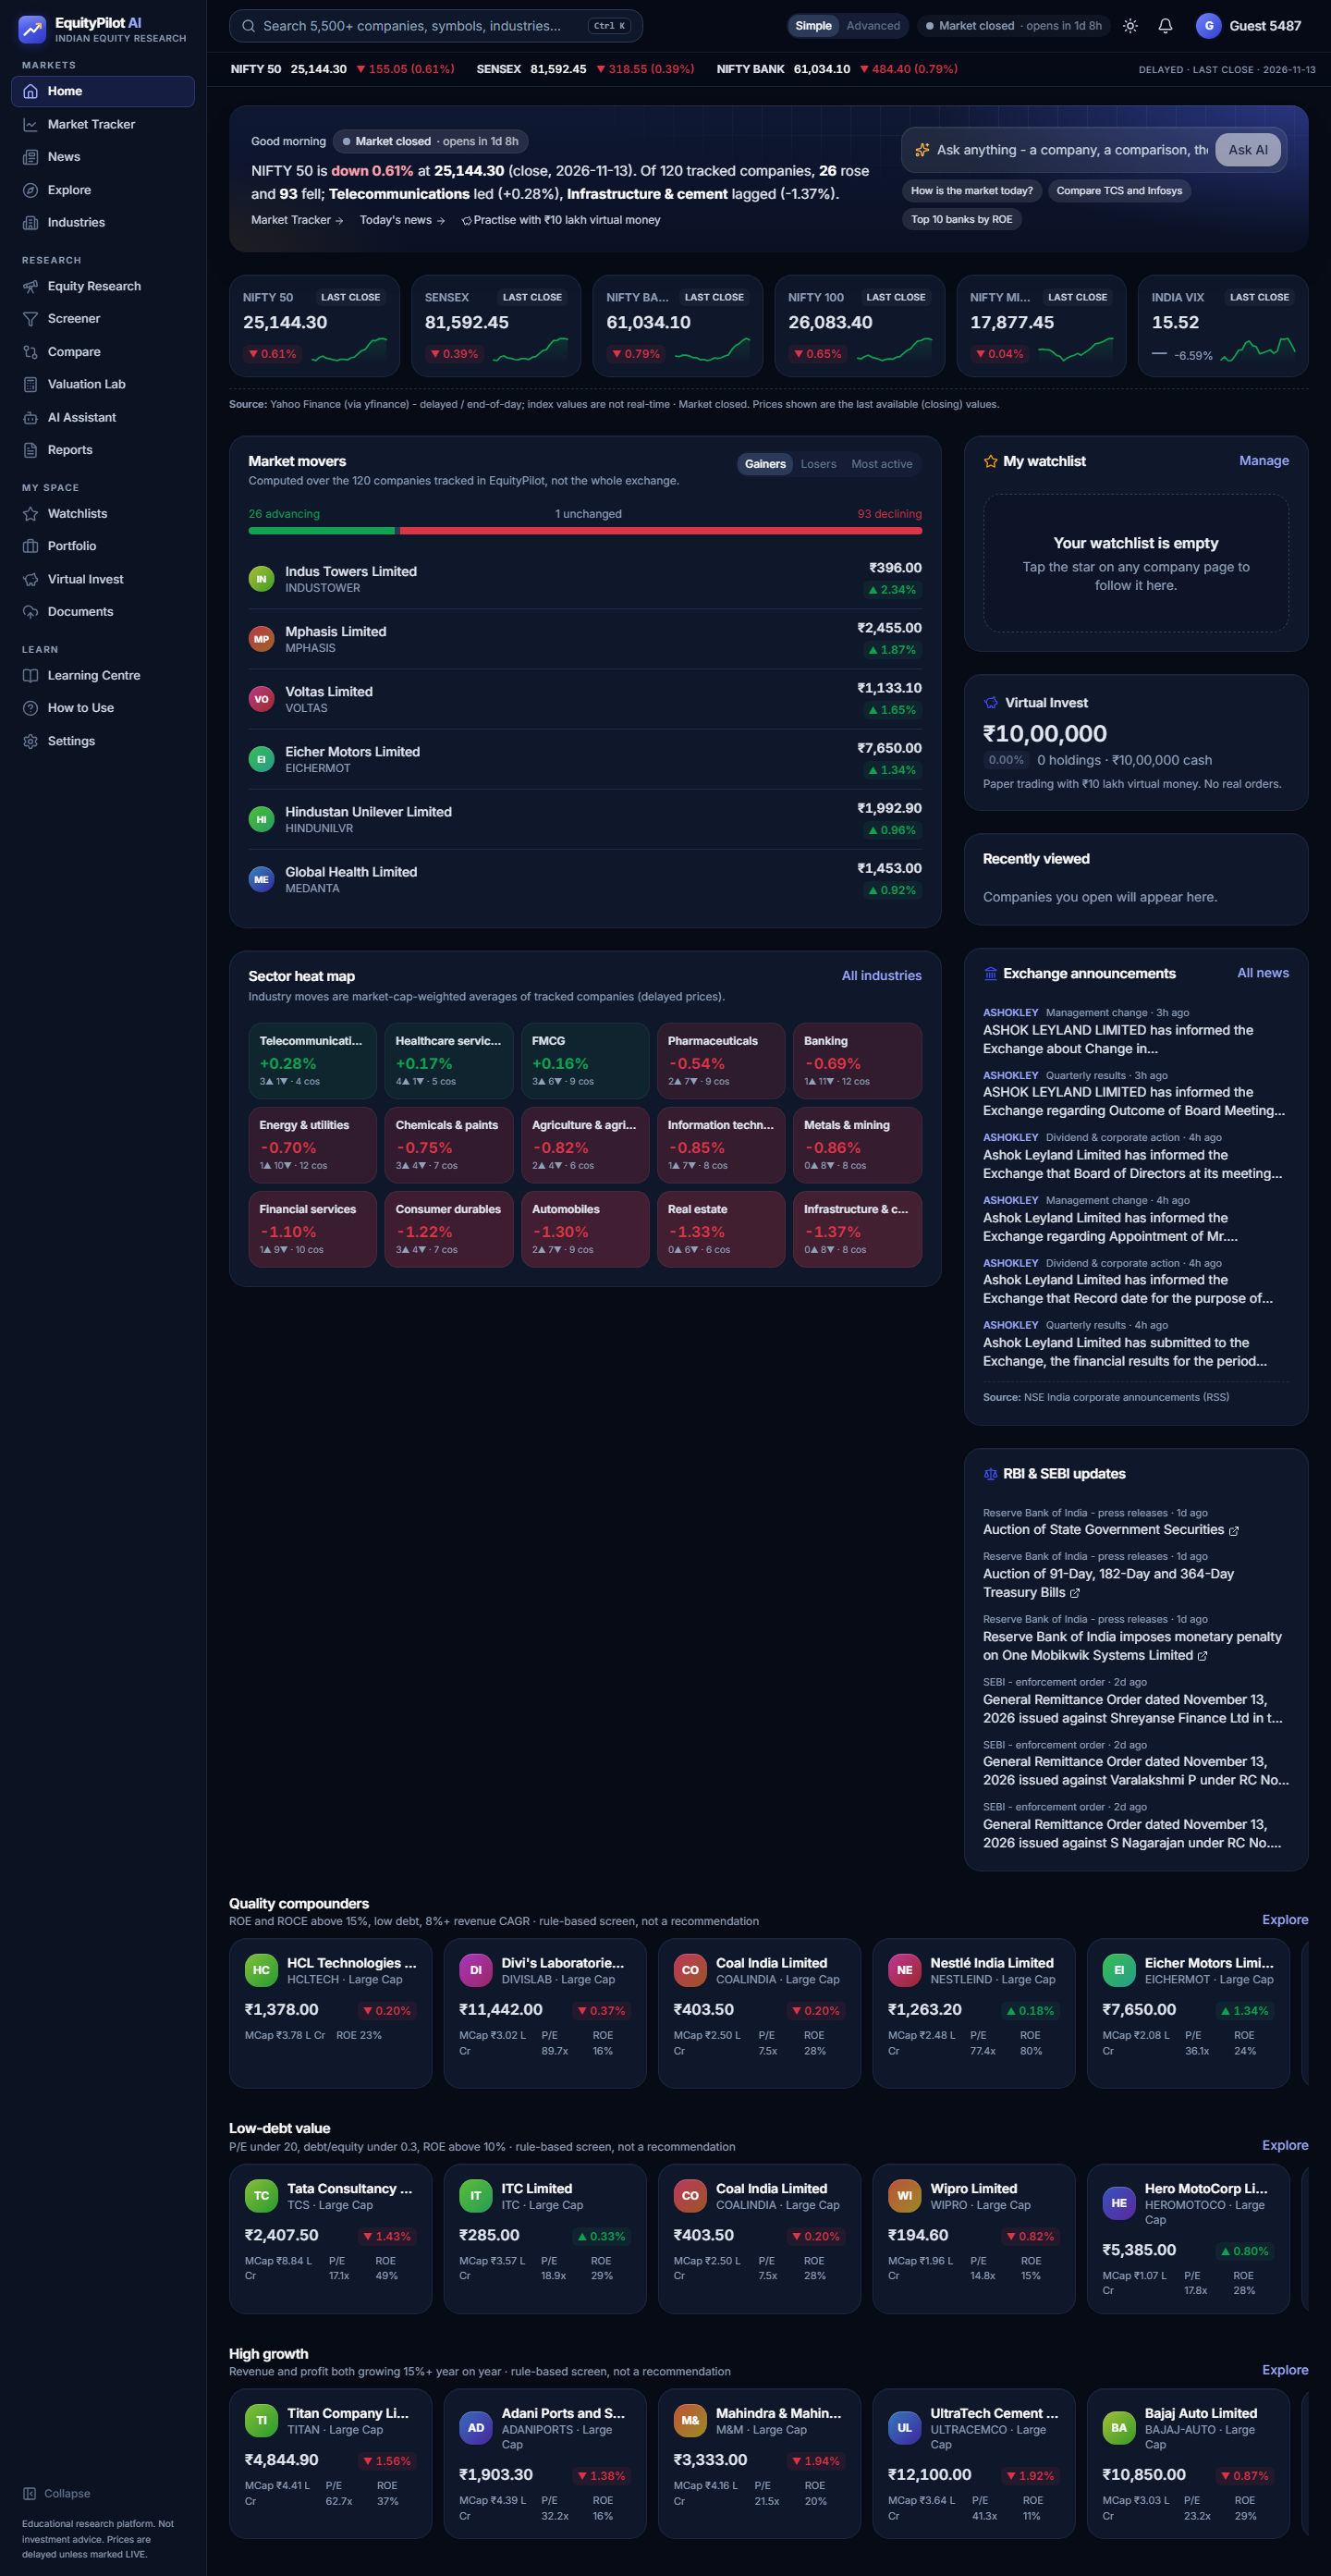 EquityPilot AI
INDIAN EQUITY RESEARCH
MARKETS
Home
Market Tracker
News
Explore
Industries
RESEARCH
Equity Research
Screener
Compare
Valuation Lab
AI Assistant
Reports
MY SPACE
Watchlists
Portfolio
Virtual Invest
Documents
LEARN
Learning Centre
How to Use
Settings
Collapse
Educational research platform. Not
investment advice. Prices are
delayed unless marked LIVE.
Search 5,500+ companies, symbols, industries...
Ctrl K
Simple Advanced
Market closed · opens in 1d 8h
G Guest 5487
NIFTY 50 25,144.30 ▼ 155.05 (0.61%) SENSEX 81,592.45 ▼ 318.55 (0.39%) NIFTY BANK 61,034.10 ▼ 484.40 (0.79%)
DELAYED · LAST CLOSE · 2026-11-13
Good morning Market closed · opens in 1d 8h
NIFTY 50 is down 0.61% at 25,144.30 (close, 2026-11-13). Of 120 tracked companies, 26 rose
and 93 fell; Telecommunications led (+0.28%), Infrastructure & cement lagged (-1.37%).
Market Tracker → Today's news → Practise with ₹10 lakh virtual money
Ask anything - a company, a comparison, the
Ask AI
How is the market today? Compare TCS and Infosys
Top 10 banks by ROE
NIFTY 50 LAST CLOSE
25,144.30
▼ 0.61%
SENSEX LAST CLOSE
81,592.45
▼ 0.39%
NIFTY BA... LAST CLOSE
61,034.10
▼ 0.79%
NIFTY 100 LAST CLOSE
26,083.40
▼ 0.65%
NIFTY MI... LAST CLOSE
17,877.45
▼ 0.04%
INDIA VIX LAST CLOSE
15.52
— -6.59%
Source: Yahoo Finance (via yfinance) - delayed / end-of-day; index values are not real-time · Market closed. Prices shown are the last available (closing) values.
Market movers
Computed over the 120 companies tracked in EquityPilot, not the whole exchange.
Gainers Losers Most active
26 advancing 1 unchanged 93 declining
IN Indus Towers Limited ₹396.00
INDUSTOWER ▲ 2.34%
MP Mphasis Limited ₹2,455.00
MPHASIS ▲ 1.87%
VO Voltas Limited ₹1,133.10
VOLTAS ▲ 1.65%
EI Eicher Motors Limited ₹7,650.00
EICHERMOT ▲ 1.34%
HI Hindustan Unilever Limited ₹1,992.90
HINDUNILVR ▲ 0.96%
ME Global Health Limited ₹1,453.00
MEDANTA ▲ 0.92%
Sector heat map All industries
Industry moves are market-cap-weighted averages of tracked companies (delayed prices).
Telecommunicati...
+0.28%
3▲ 1▼ · 4 cos
Healthcare servic...
+0.17%
4▲ 1▼ · 5 cos
FMCG
+0.16%
3▲ 6▼ · 9 cos
Pharmaceuticals
-0.54%
2▲ 7▼ · 9 cos
Banking
-0.69%
1▲ 11▼ · 12 cos
Energy & utilities
-0.70%
1▲ 10▼ · 12 cos
Chemicals & paints
-0.75%
3▲ 4▼ · 7 cos
Agriculture & agri...
-0.82%
2▲ 4▼ · 6 cos
Information techn...
-0.85%
1▲ 7▼ · 8 cos
Metals & mining
-0.86%
0▲ 8▼ · 8 cos
Financial services
-1.10%
1▲ 9▼ · 10 cos
Consumer durables
-1.22%
3▲ 4▼ · 7 cos
Automobiles
-1.30%
2▲ 7▼ · 9 cos
Real estate
-1.33%
0▲ 6▼ · 6 cos
Infrastructure & c...
-1.37%
0▲ 8▼ · 8 cos
My watchlist Manage
Your watchlist is empty
Tap the star on any company page to
follow it here.
Virtual Invest
₹10,00,000
0.00% 0 holdings · ₹10,00,000 cash
Paper trading with ₹10 lakh virtual money. No real orders.
Recently viewed
Companies you open will appear here.
Exchange announcements All news
ASHOKLEY Management change · 3h ago
ASHOK LEYLAND LIMITED has informed the
Exchange about Change in...
ASHOKLEY Quarterly results · 3h ago
ASHOK LEYLAND LIMITED has informed the
Exchange regarding Outcome of Board Meeting...
ASHOKLEY Dividend & corporate action · 4h ago
Ashok Leyland Limited has informed the
Exchange that Board of Directors at its meeting...
ASHOKLEY Management change · 4h ago
Ashok Leyland Limited has informed the
Exchange regarding Appointment of Mr....
ASHOKLEY Dividend & corporate action · 4h ago
Ashok Leyland Limited has informed the
Exchange that Record date for the purpose of...
ASHOKLEY Quarterly results · 4h ago
Ashok Leyland Limited has submitted to the
Exchange, the financial results for the period...
Source: NSE India corporate announcements (RSS)
RBI & SEBI updates
Reserve Bank of India - press releases · 1d ago
Auction of State Government Securities
Reserve Bank of India - press releases · 1d ago
Auction of 91-Day, 182-Day and 364-Day
Treasury Bills
Reserve Bank of India - press releases · 1d ago
Reserve Bank of India imposes monetary penalty
on One Mobikwik Systems Limited
SEBI - enforcement order · 2d ago
General Remittance Order dated November 13,
2026 issued against Shreyanse Finance Ltd in t...
SEBI - enforcement order · 2d ago
General Remittance Order dated November 13,
2026 issued against Varalakshmi P under RC No...
SEBI - enforcement order · 2d ago
General Remittance Order dated November 13,
2026 issued against S Nagarajan under RC No....
Quality compounders
ROE and ROCE above 15%, low debt, 8%+ revenue CAGR · rule-based screen, not a recommendation
Explore
HC HCL Technologies ...
HCLTECH · Large Cap
₹1,378.00 ▼ 0.20%
MCap ₹3.78 L Cr ROE 23%
DI Divi's Laboratorie...
DIVISLAB · Large Cap
₹11,442.00 ▼ 0.37%
MCap ₹3.02 L P/E ROE
Cr 89.7x 16%
CO Coal India Limited
COALINDIA · Large Cap
₹403.50 ▼ 0.20%
MCap ₹2.50 L P/E ROE
Cr 7.5x 28%
NE Nestlé India Limited
NESTLEIND · Large Cap
₹1,263.20 ▲ 0.18%
MCap ₹2.48 L P/E ROE
Cr 77.4x 80%
EI Eicher Motors Limi...
EICHERMOT · Large Cap
₹7,650.00 ▲ 1.34%
MCap ₹2.08 L P/E ROE
Cr 36.1x 24%
Low-debt value
P/E under 20, debt/equity under 0.3, ROE above 10% · rule-based screen, not a recommendation
Explore
TC Tata Consultancy ...
TCS · Large Cap
₹2,407.50 ▼ 1.43%
MCap ₹8.84 L P/E ROE
Cr 17.1x 49%
IT ITC Limited
ITC · Large Cap
₹285.00 ▲ 0.33%
MCap ₹3.57 L P/E ROE
Cr 18.9x 29%
CO Coal India Limited
COALINDIA · Large Cap
₹403.50 ▼ 0.20%
MCap ₹2.50 L P/E ROE
Cr 7.5x 28%
WI Wipro Limited
WIPRO · Large Cap
₹194.60 ▼ 0.82%
MCap ₹1.96 L P/E ROE
Cr 14.8x 15%
HE Hero MotoCorp Li...
HEROMOTOCO · Large
Cap
₹5,385.00 ▲ 0.80%
MCap ₹1.07 L P/E ROE
Cr 17.8x 28%
High growth
Revenue and profit both growing 15%+ year on year · rule-based screen, not a recommendation
Explore
TI Titan Company Li...
TITAN · Large Cap
₹4,844.90 ▼ 1.56%
MCap ₹4.41 L P/E ROE
Cr 62.7x 37%
AD Adani Ports and S...
ADANIPORTS · Large
Cap
₹1,903.30 ▼ 1.38%
MCap ₹4.39 L P/E ROE
Cr 32.2x 16%
M& Mahindra & Mahin...
M&M · Large Cap
₹3,333.00 ▼ 1.94%
MCap ₹4.16 L P/E ROE
Cr 21.5x 20%
UL UltraTech Cement ...
ULTRACEMCO · Large
Cap
₹12,100.00 ▼ 1.92%
MCap ₹3.64 L P/E ROE
Cr 41.3x 11%
BA Bajaj Auto Limited
BAJAJ-AUTO · Large
Cap
₹10,850.00 ▼ 0.87%
MCap ₹3.03 L P/E ROE
Cr 23.2x 29%